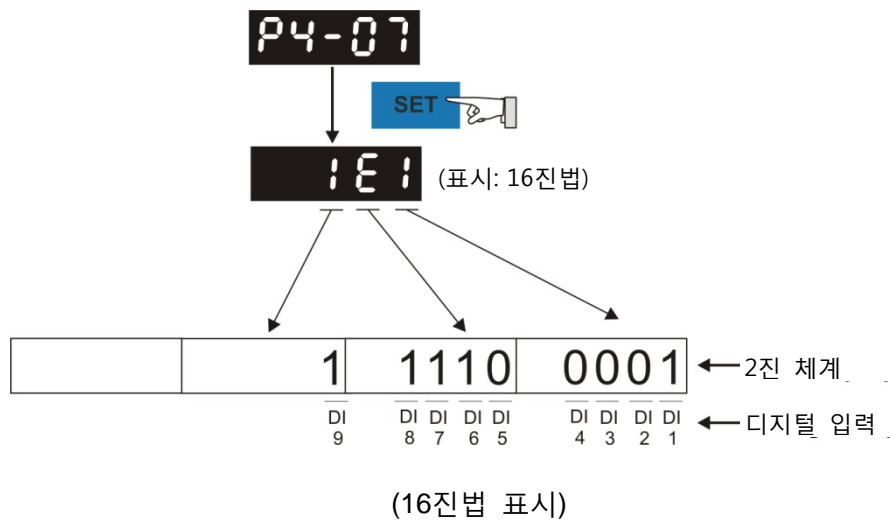 P4-07
SET
1E1 (표시: 16진법)
1 1110 0001 2진 체계
DI DI DI DI DI DI DI DI DI 디지털 입력
9 8 7 6 5 4 3 2 1
(16진법 표시)